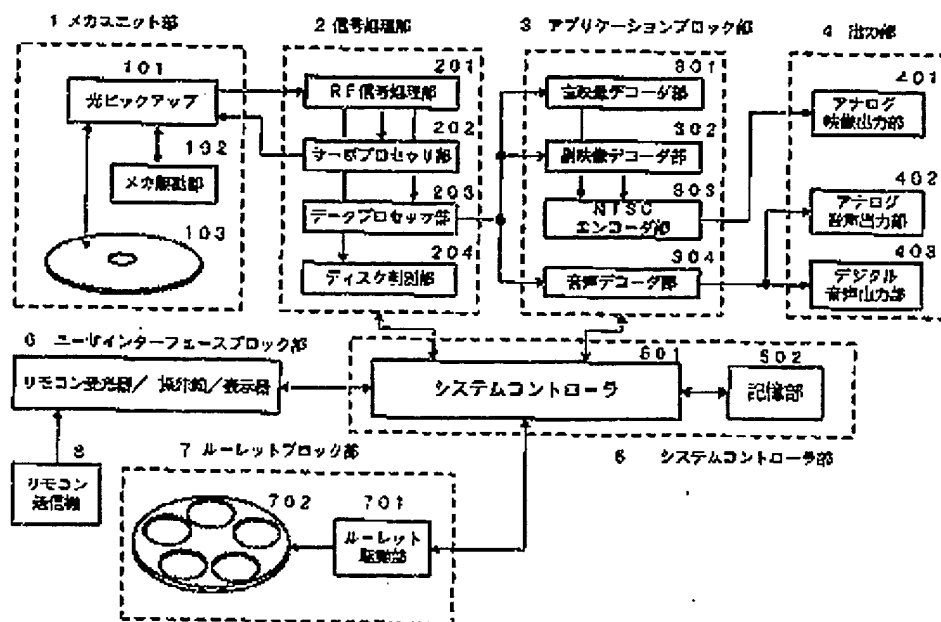 1 メカユニット部
2 信号処理部
3 アプリケーションブロック部
4 出力部
101
光ピックアップ
102
メカ駆動部
103
201
RF信号処理部
202
サーボプロセッサ部
203
データプロセッサ部
204
ディスク判別部
301
主映像デコーダ部
302
副映像デコーダ部
303
NTSC
エンコーダ部
304
音声デコーダ部
401
アナログ
映像出力部
402
アナログ
音声出力部
403
デジタル
音声出力部
6 ユーザインターフェースブロック部
リモコン受光器/操作釦/表示器
501
システムコントローラ
502
記憶部
5 システムコントローラ部
8
リモコン
送信機
7 ルーレットブロック部
702
701
ルーレット
駆動部